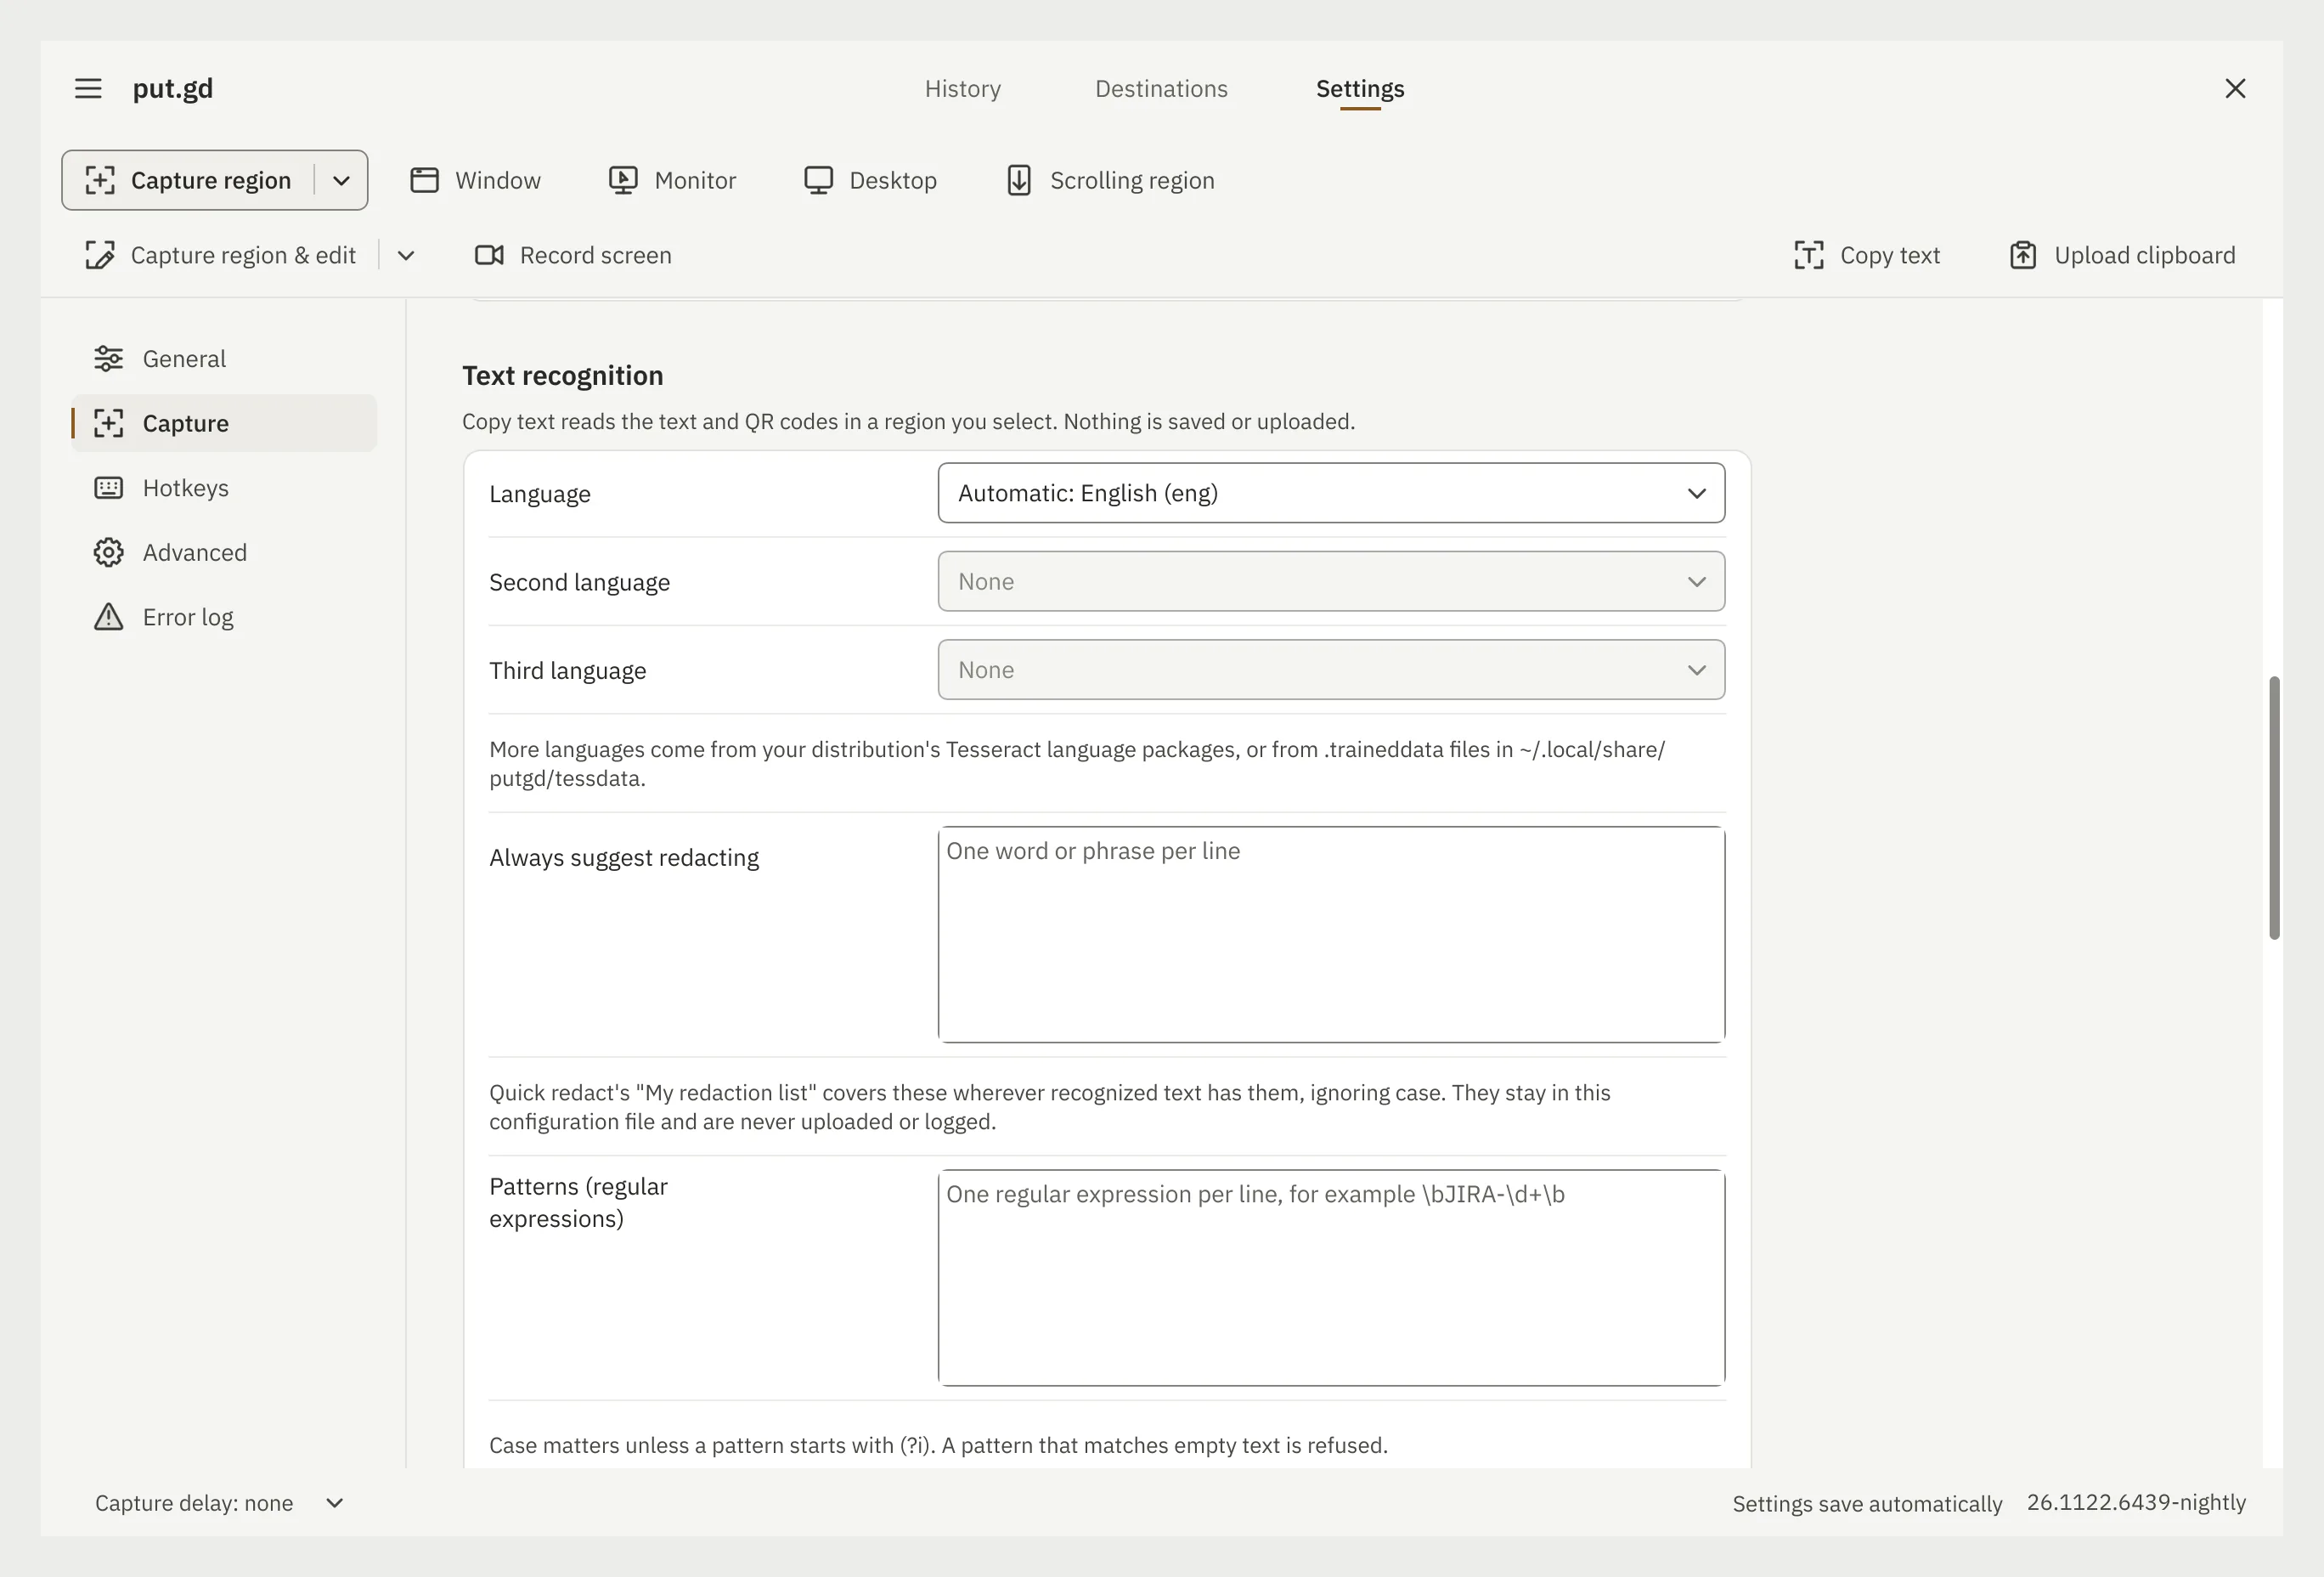 put.gd
History
Destinations
Settings
Capture region
Window
Monitor
Desktop
Scrolling region
Capture region & edit
Record screen
Copy text
Upload clipboard
General
Capture
Hotkeys
Advanced
Error log
Text recognition
Copy text reads the text and QR codes in a region you select. Nothing is saved or uploaded.
Language
Automatic: English (eng)
Second language
None
Third language
None
More languages come from your distribution's Tesseract language packages, or from .traineddata files in ~/.local/share/
putgd/tessdata.
Always suggest redacting
One word or phrase per line
Quick redact's "My redaction list" covers these wherever recognized text has them, ignoring case. They stay in this
configuration file and are never uploaded or logged.
Patterns (regular
expressions)
One regular expression per line, for example \bJIRA-\d+\b
Case matters unless a pattern starts with (?i). A pattern that matches empty text is refused.
Capture delay: none
Settings save automatically
26.1122.6439-nightly